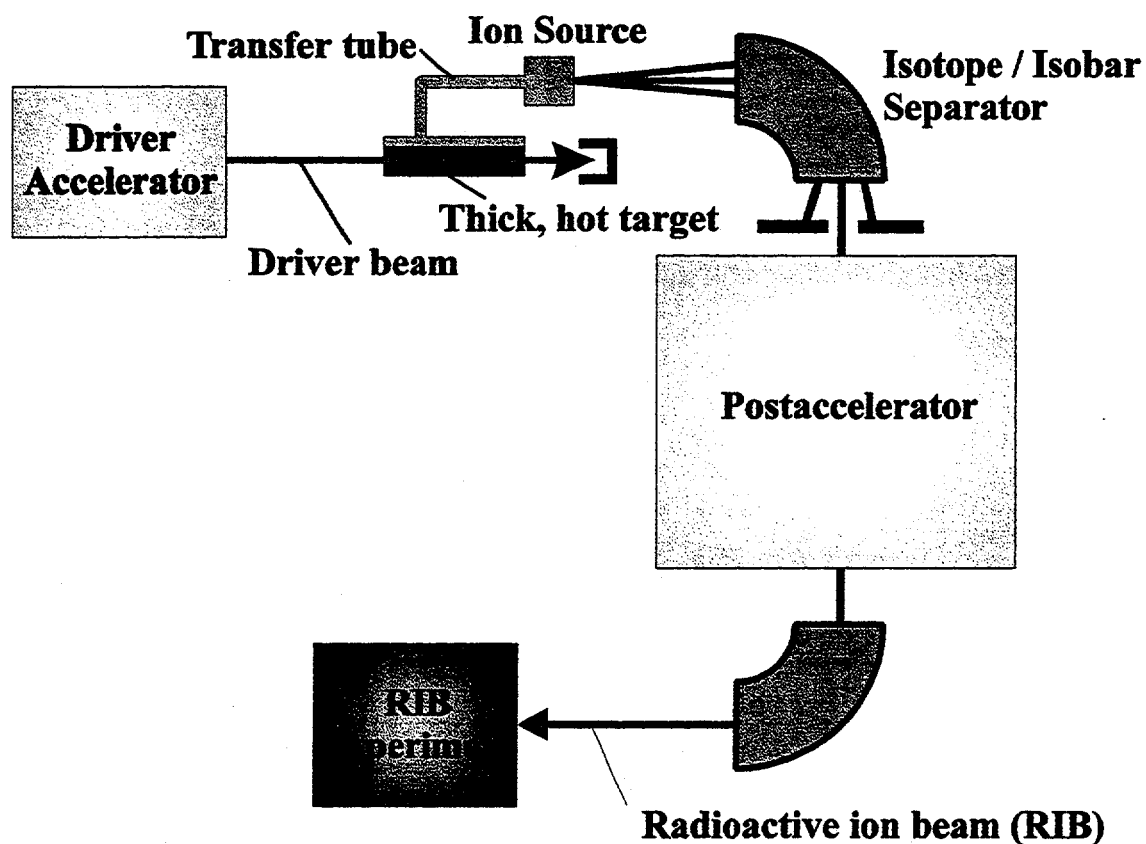 Transfer tube
Ion Source
Isotope / Isobar
Separator
Driver
Accelerator
Thick, hot target
Driver beam
Postaccelerator
RIB
Radioactive ion beam (RIB)